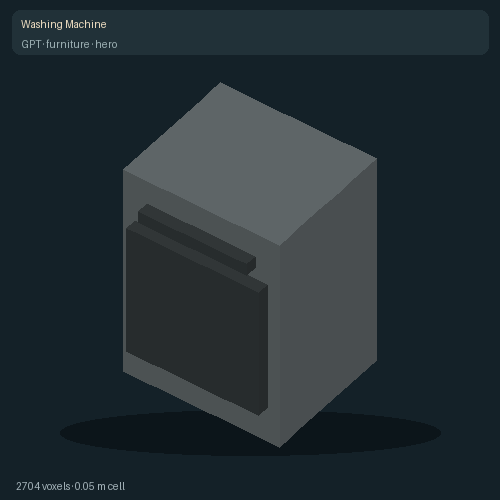 Washing Machine
GPT · furniture · hero
2704 voxels · 0.05 m cell